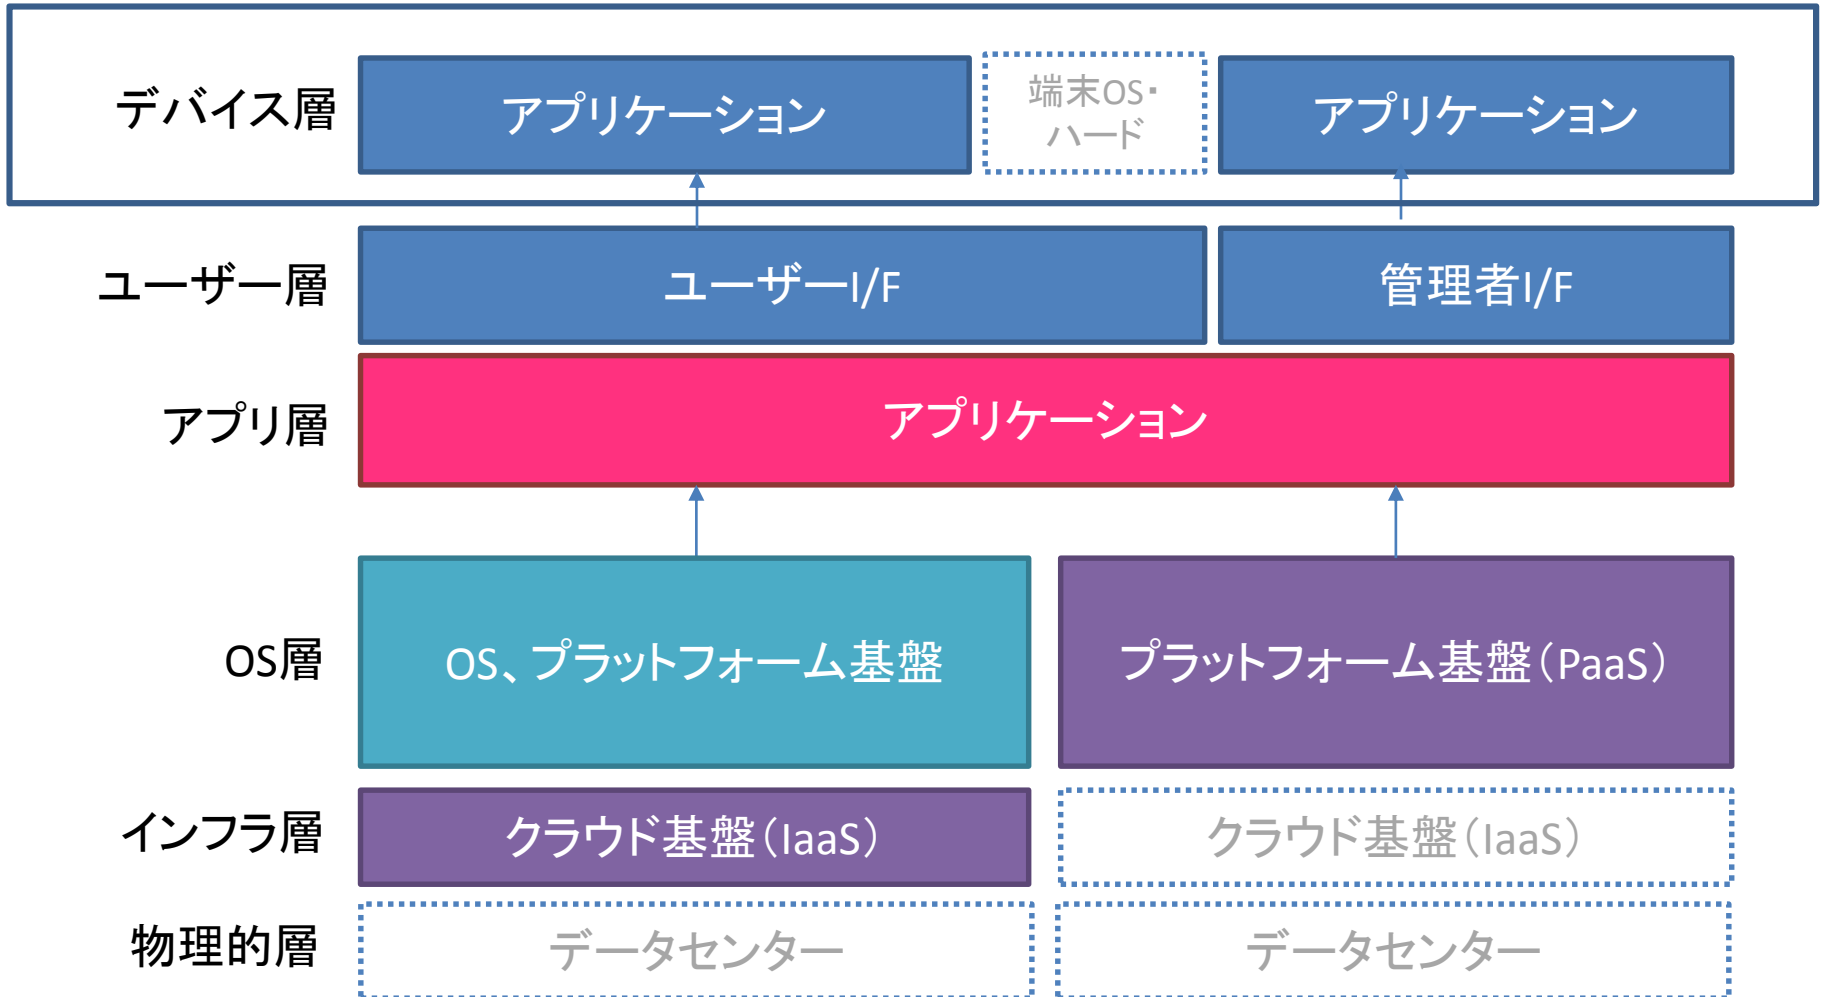 デバイス層
アプリケーション
端末OS・
ハード
アプリケーション
ユーザー層
ユーザーI/F
管理者I/F
アプリ層
アプリケーション
OS層
OS、プラットフォーム基盤
プラットフォーム基盤（PaaS）
インフラ層
クラウド基盤（IaaS）
クラウド基盤（IaaS）
物理的層
データセンター
データセンター